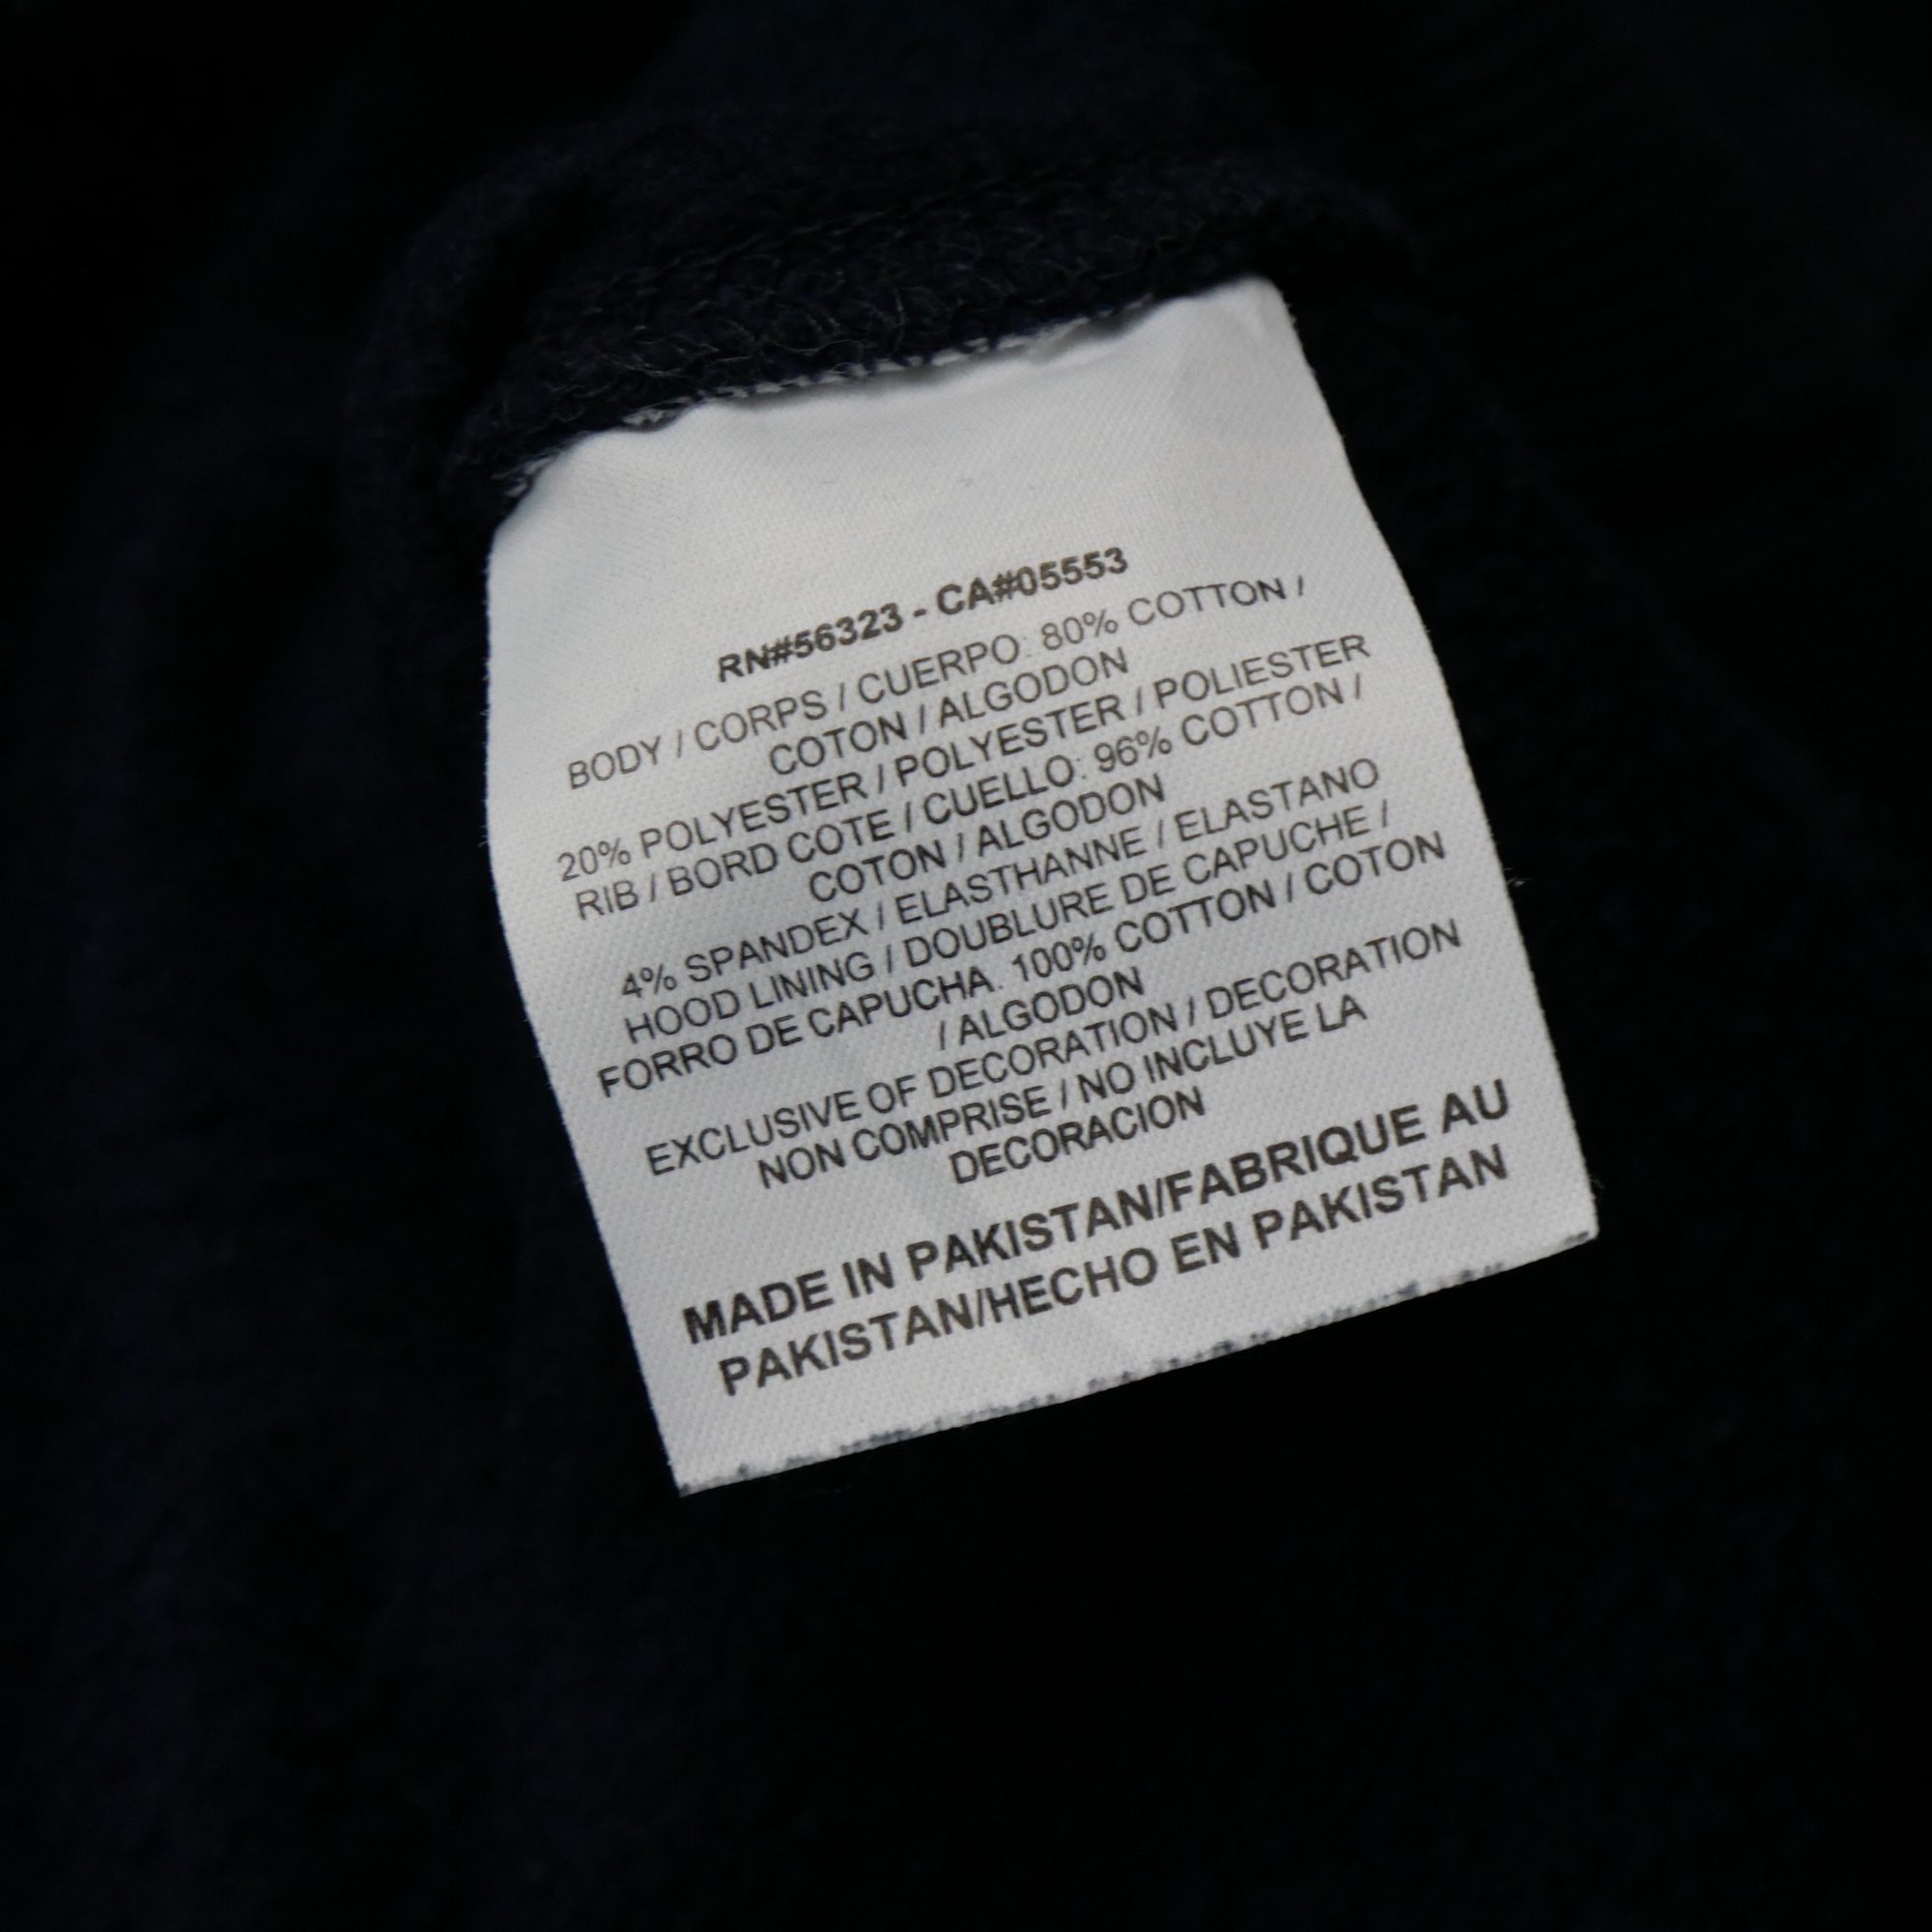 RN#56323 - CA#05553
BODY / CORPS / CUERPO: 80% COTTON /
COTON / ALGODON
20% POLYESTER / POLYESTER / POLIESTER
RIB / BORD COTE / CUELLO: 96% COTTON /
COTON / ALGODON
4% SPANDEX / ELASTHANNE / ELASTANO
HOOD LINING / DOUBLURE DE CAPUCHE /
FORRO DE CAPUCHA. 100% COTTON / COTON
/ ALGODON
EXCLUSIVE OF DECORATION / DECORATION
NON COMPRISE / NO INCLUYE LA
DECORACION
MADE IN PAKISTAN/FABRIQUE AU
PAKISTAN/HECHO EN PAKISTAN